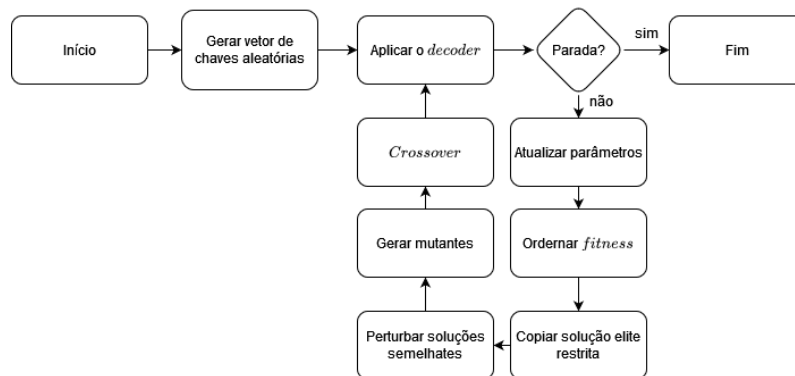 Início
Gerar vetor de
chaves aleatórias
Aplicar o decoder
Parada?
sim
Fim
não
Atualizar parâmetros
Ordernar fitness
Copiar solução elite
restrita
Perturbar soluções
semelhates
Gerar mutantes
Crossover